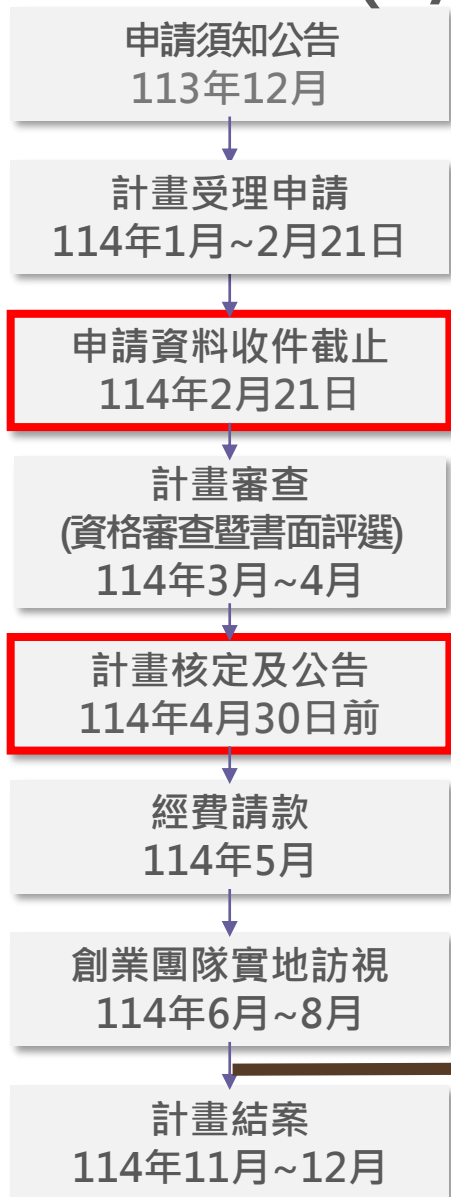 申請須知公告
113年12月
計畫受理申請
114年1月~2月21日
申請資料收件截止
114年2月21日
計畫審查
(資格審查暨書面評選)
114年3月~4月
計畫核定及公告
114年4月30日前
經費請款
114年5月
創業團隊實地訪視
114年6月~8月
計畫結案
114年11月~12月